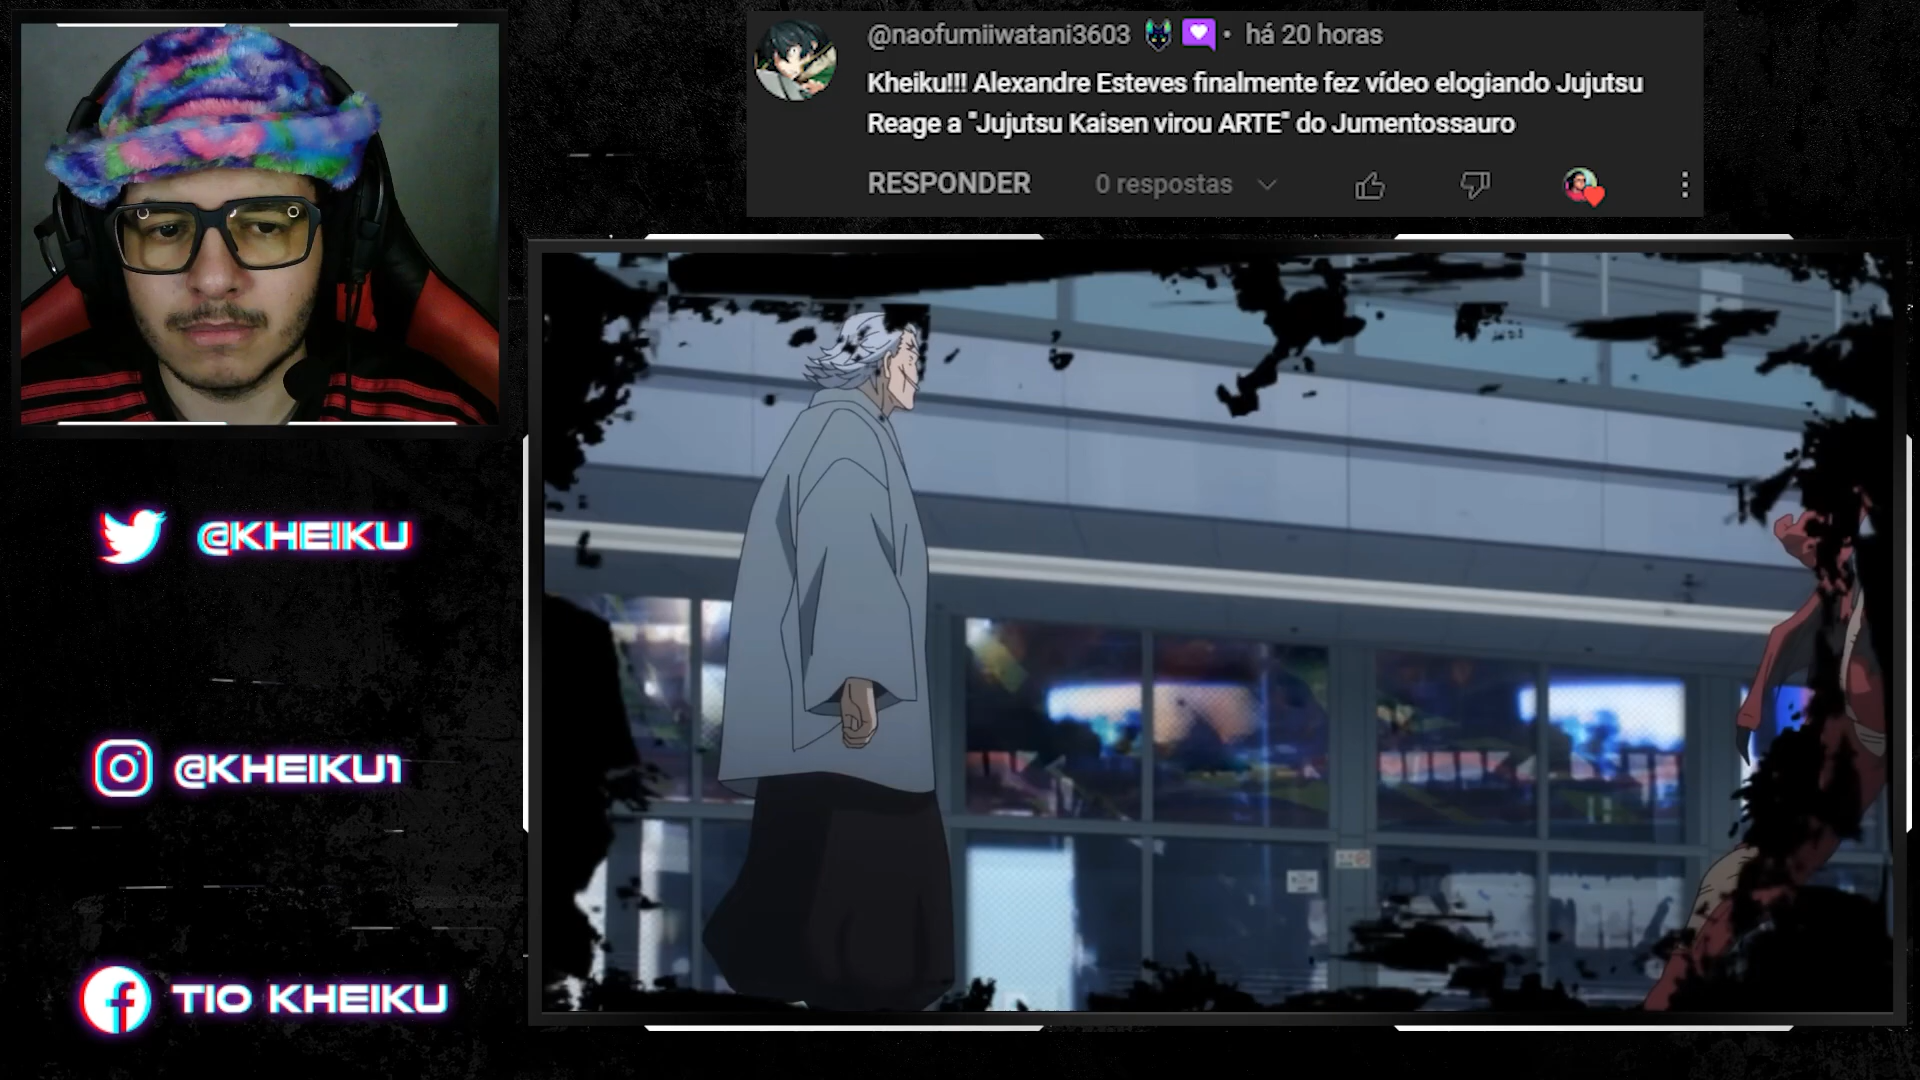 @naofumiiwatani3603 • há 20 horas
Kheiku!!! Alexandre Esteves finalmente fez vídeo elogiando Jujutsu
Reage a "Jujutsu Kaisen virou ARTE" do Jumentossauro
RESPONDER 0 respostas
@KHEIKU
@KHEIKU1
TIO KHEIKU